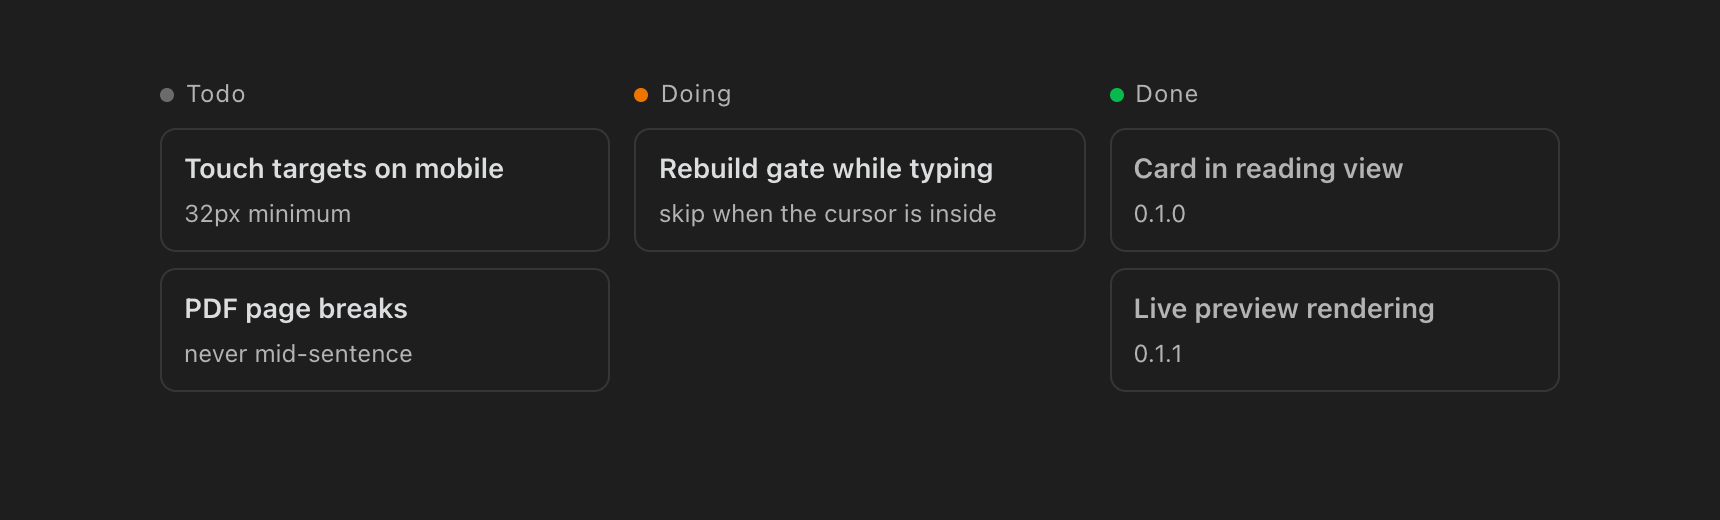 Todo
Touch targets on mobile
32px minimum
PDF page breaks
never mid-sentence
Doing
Rebuild gate while typing
skip when the cursor is inside
Done
Card in reading view
0.1.0
Live preview rendering
0.1.1